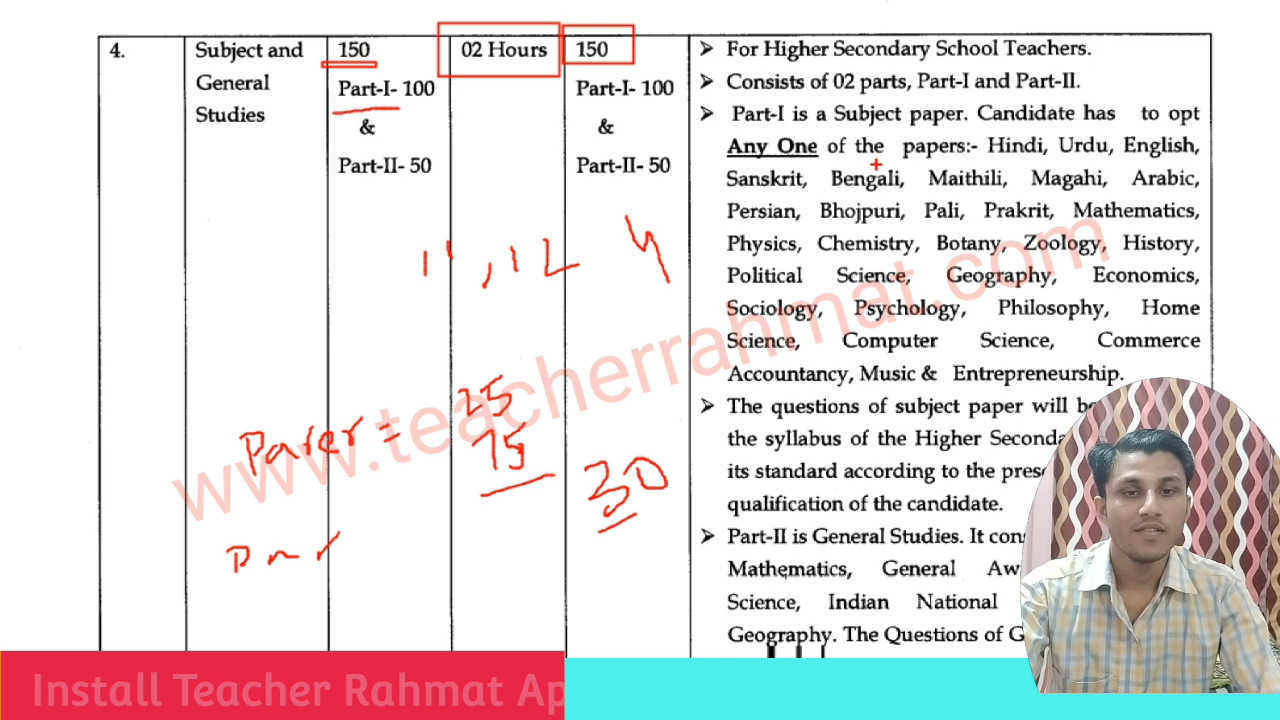 4.
Subject and
General
Studies
150
Part-I- 100
&
Part-II- 50
02 Hours
150
Part-I- 100
&
Part-II- 50
➢ For Higher Secondary School Teachers.
➢ Consists of 02 parts, Part-I and Part-II.
➢ Part-I is a Subject paper. Candidate has to opt
Any One of the papers:- Hindi, Urdu, English,
Sanskrit, Bengali, Maithili, Magahi, Arabic,
Persian, Bhojpuri, Pali, Prakrit, Mathematics,
Physics, Chemistry, Botany, Zoology, History,
Political Science, Geography, Economics,
Sociology, Psychology, Philosophy, Home
Science, Computer Science, Commerce
Accountancy, Music & Entrepreneurship.
➢ The questions of subject paper will
the syllabus of the Higher
its standard according to the
qualification of the candidate.
➢ Part-II is General Studies. It
Mathematics, General
Science, Indian National
Geography. The Questions of
11, 12
25
Paper = 75
30
www.teacherrahmat.com
Install Teacher Rahmat